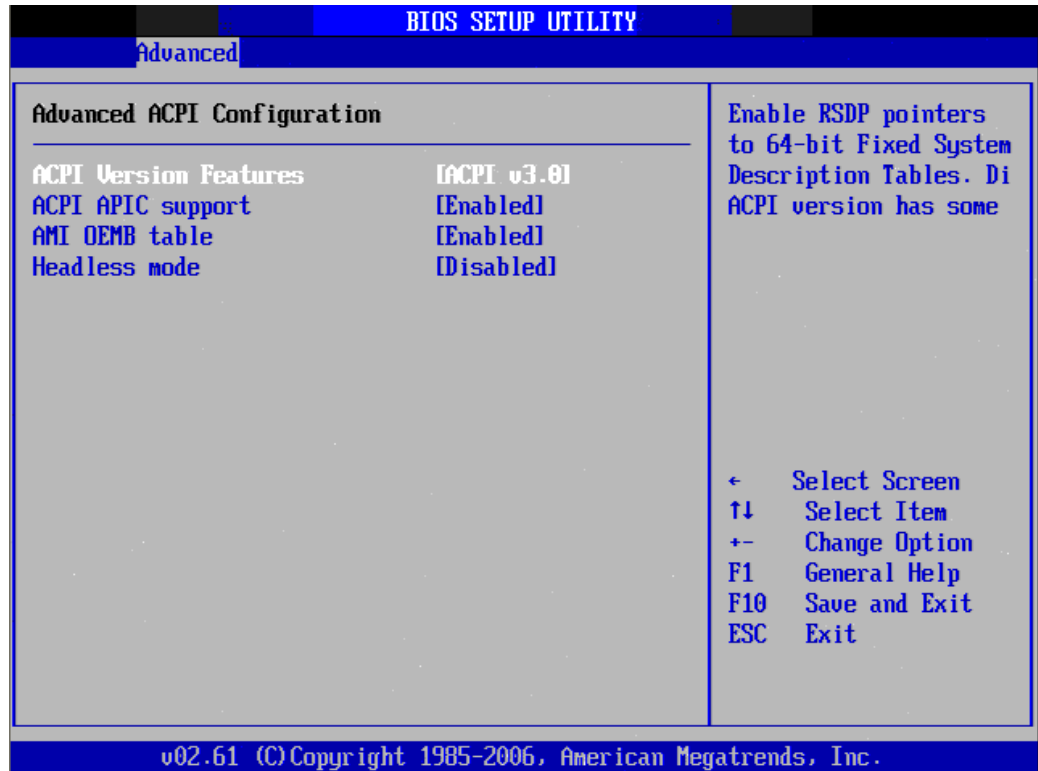 BIOS SETUP UTILITY
Advanced
Advanced ACPI Configuration
ACPI Version Features [ACPI v3.0]
ACPI APIC support [Enabled]
AMI OEMB table [Enabled]
Headless mode [Disabled]
Enable RSDP pointers
to 64-bit Fixed System
Description Tables. Di
ACPI version has some
← Select Screen
↑↓ Select Item
+- Change Option
F1 General Help
F10 Save and Exit
ESC Exit
v02.61 (C)Copyright 1985-2006, American Megatrends, Inc.